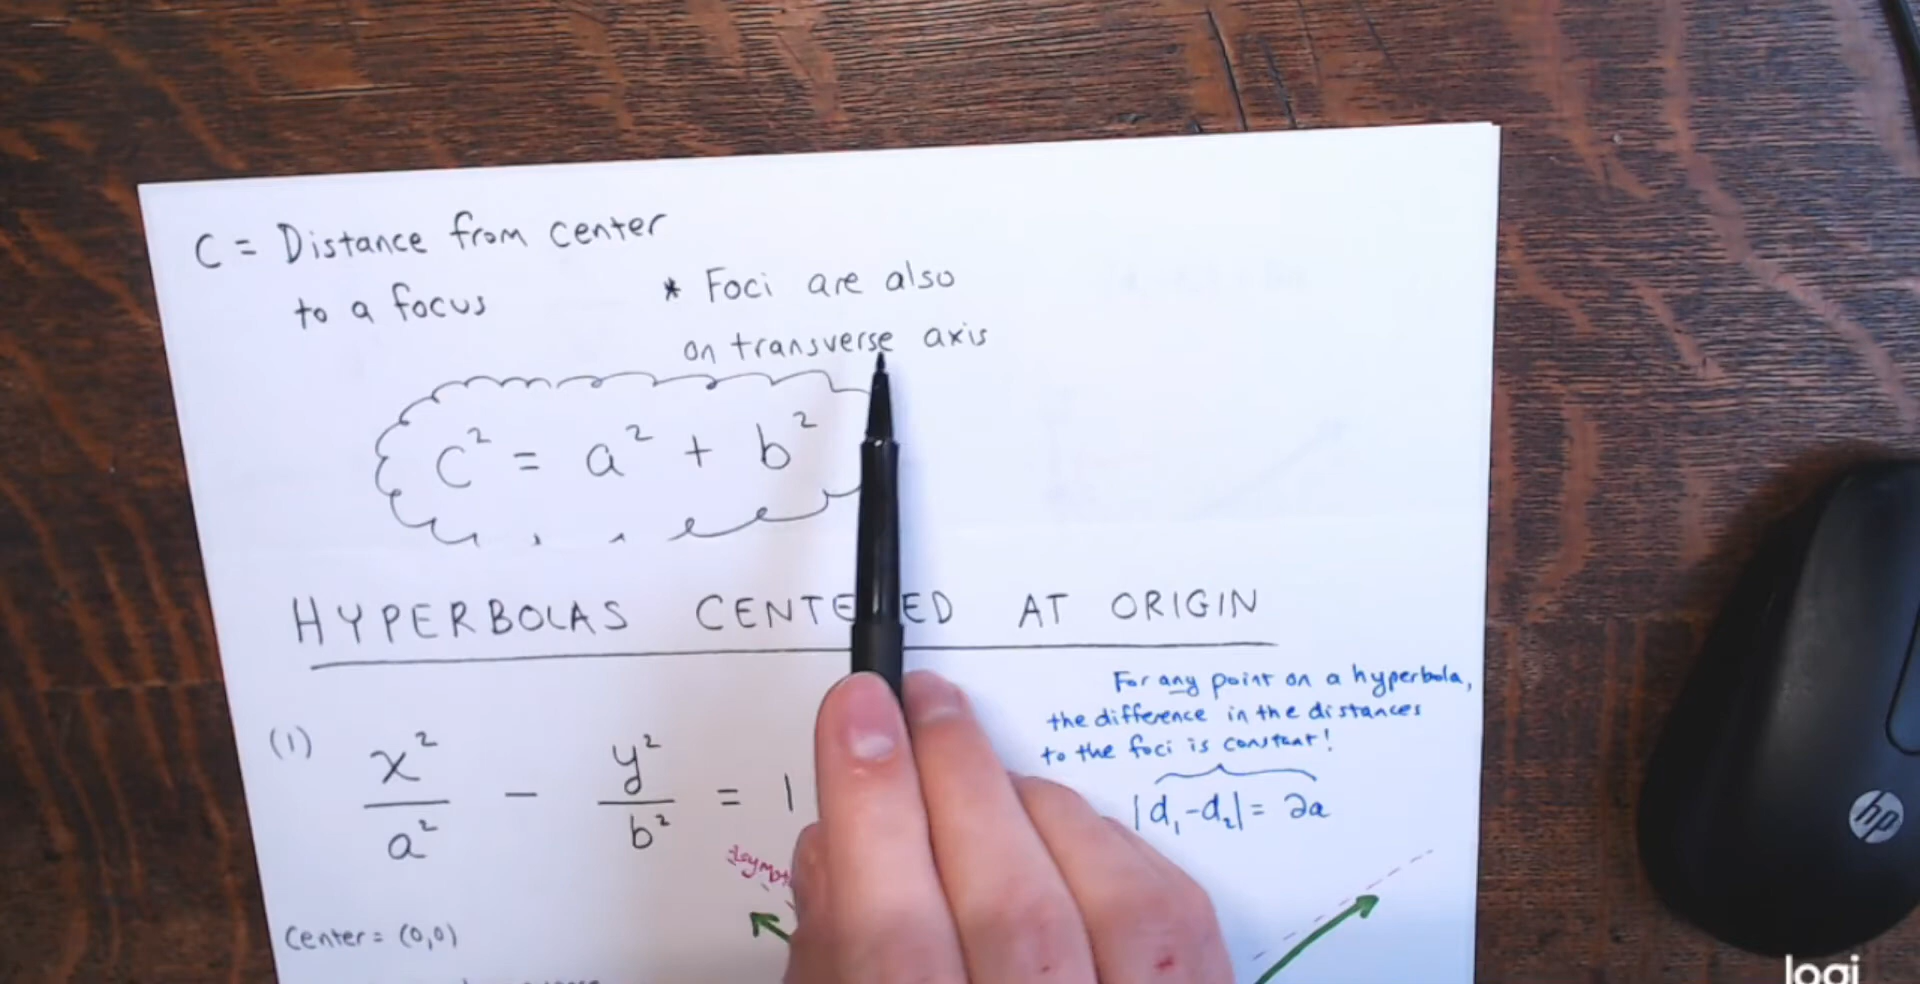 C = Distance from center
to a focus
* Foci are also
on transverse axis
C² = a² + b²
HYPERBOLAS CENTERED AT ORIGIN
For any point on a hyperbola,
the difference in the distances
to the foci is constant!
|d₁-d₂| = 2a
(1) x²/a² - y²/b² = 1
Center = (0,0)
hp
logi